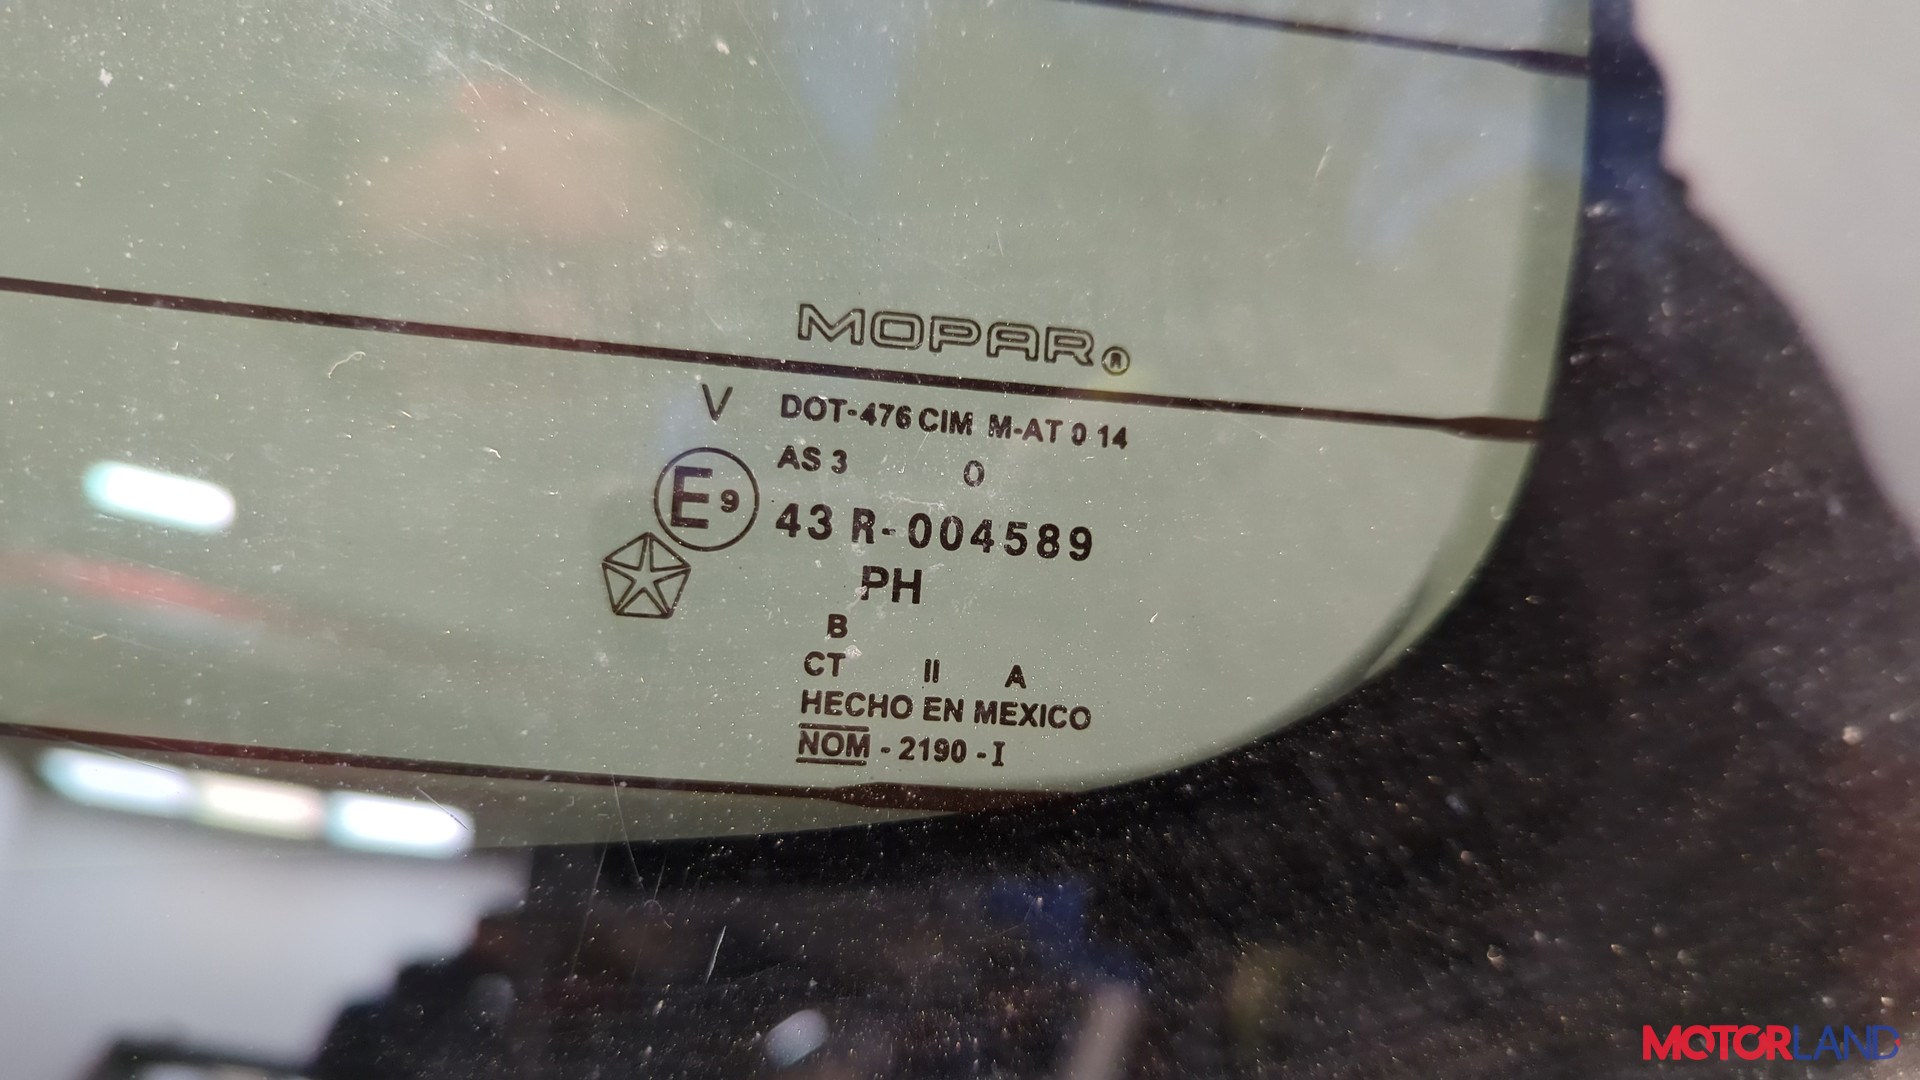 MOPAR®
V DOT-476 CIM M-AT 0 14
AS 3 0
E9 43 R-004589
PH
B
CT II A
HECHO EN MEXICO
NOM - 2190 - I
MOTORLAND